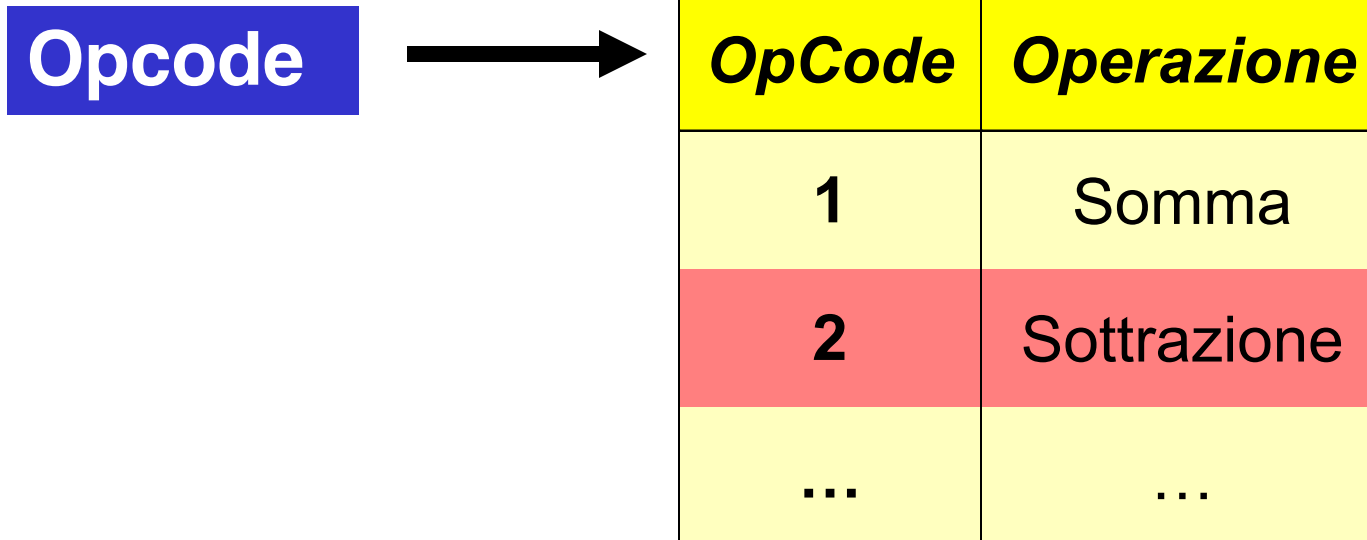 Opcode
OpCode Operazione
1 Somma
2 Sottrazione
... ...